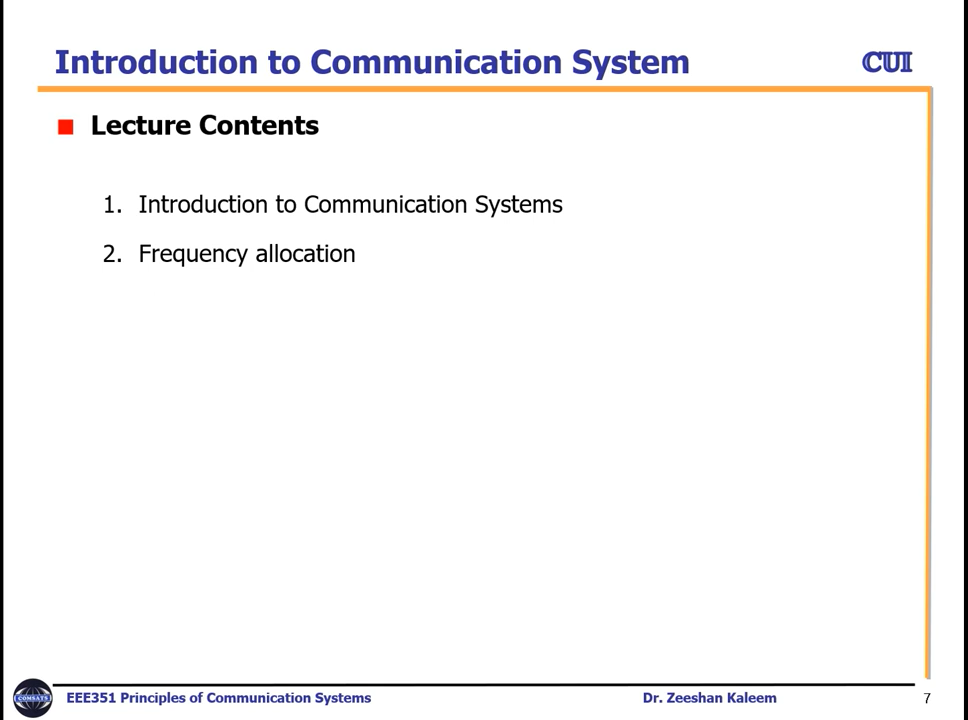 Introduction to Communication System
CUI
Lecture Contents
1. Introduction to Communication Systems
2. Frequency allocation
COMSATS
EEE351 Principles of Communication Systems
Dr. Zeeshan Kaleem
7